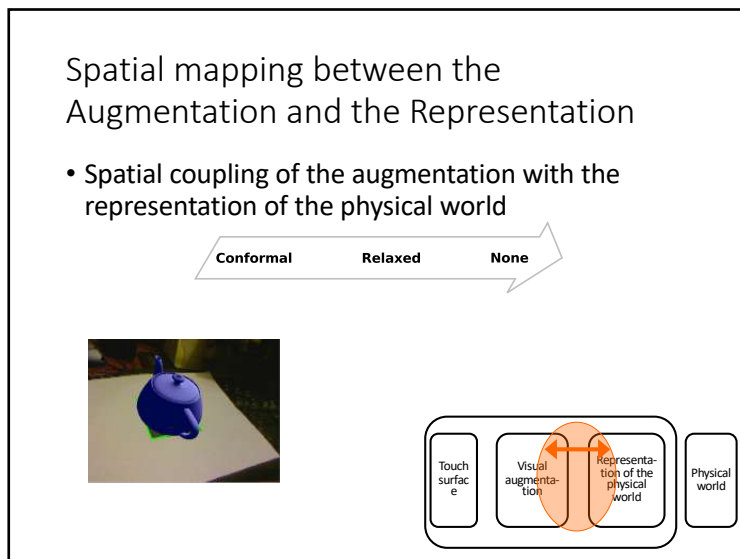 Spatial mapping between the
Augmentation and the Representation
• Spatial coupling of the augmentation with the
representation of the physical world
Conformal Relaxed None
Touch
surfac
e
Visual
augmenta-
tion
Representa-
tion of the
physical
world
Physical
world